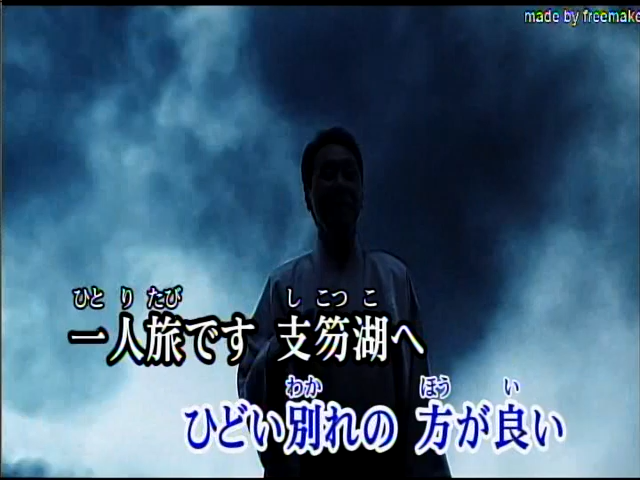 made by freemake
ひと り たび し こつ こ
一人旅です 支笏湖へ
わか ほう い
ひどい別れの 方が良い